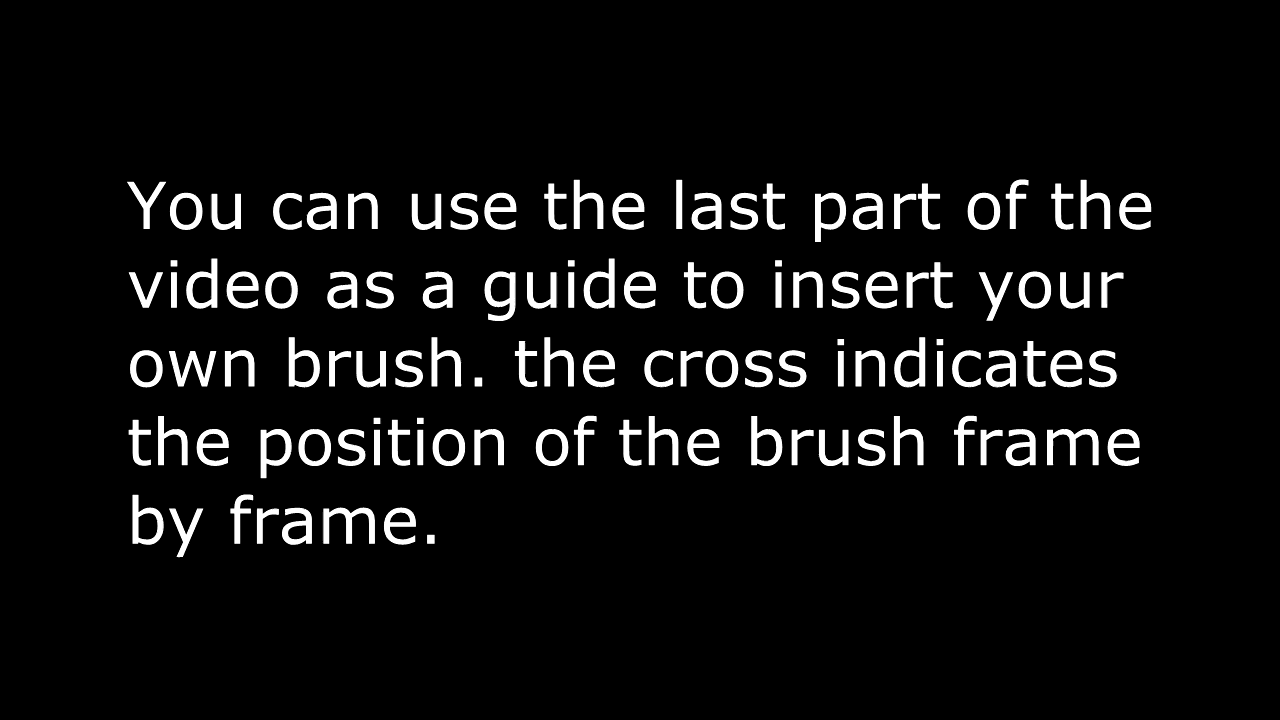 You can use the last part of the
video as a guide to insert your
own brush. the cross indicates
the position of the brush frame
by frame.